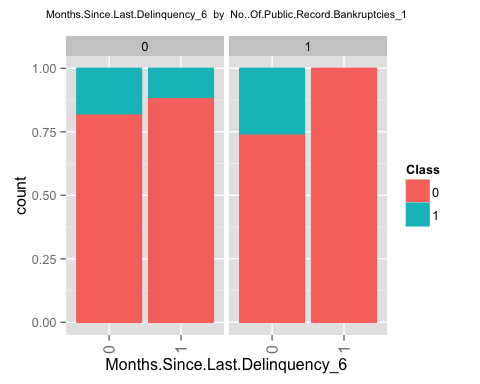 Months.Since.Last.Delinquency_6 by No..Of.Public.Record.Bankruptcies_1
0 1
1.00
0.75
0.50
0.25
0.00
count
0 1 0 1
Months.Since.Last.Delinquency_6
Class
0
1